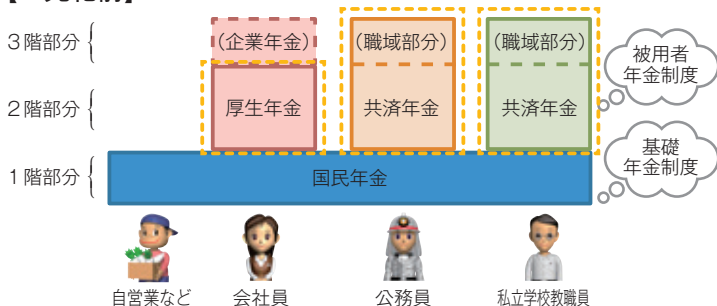 3階部分
(企業年金)
(職域部分)
(職域部分)
被用者
年金制度
2階部分
厚生年金
共済年金
共済年金
基礎
年金制度
1階部分
国民年金
自営業など
会社員
公務員
私立学校教職員